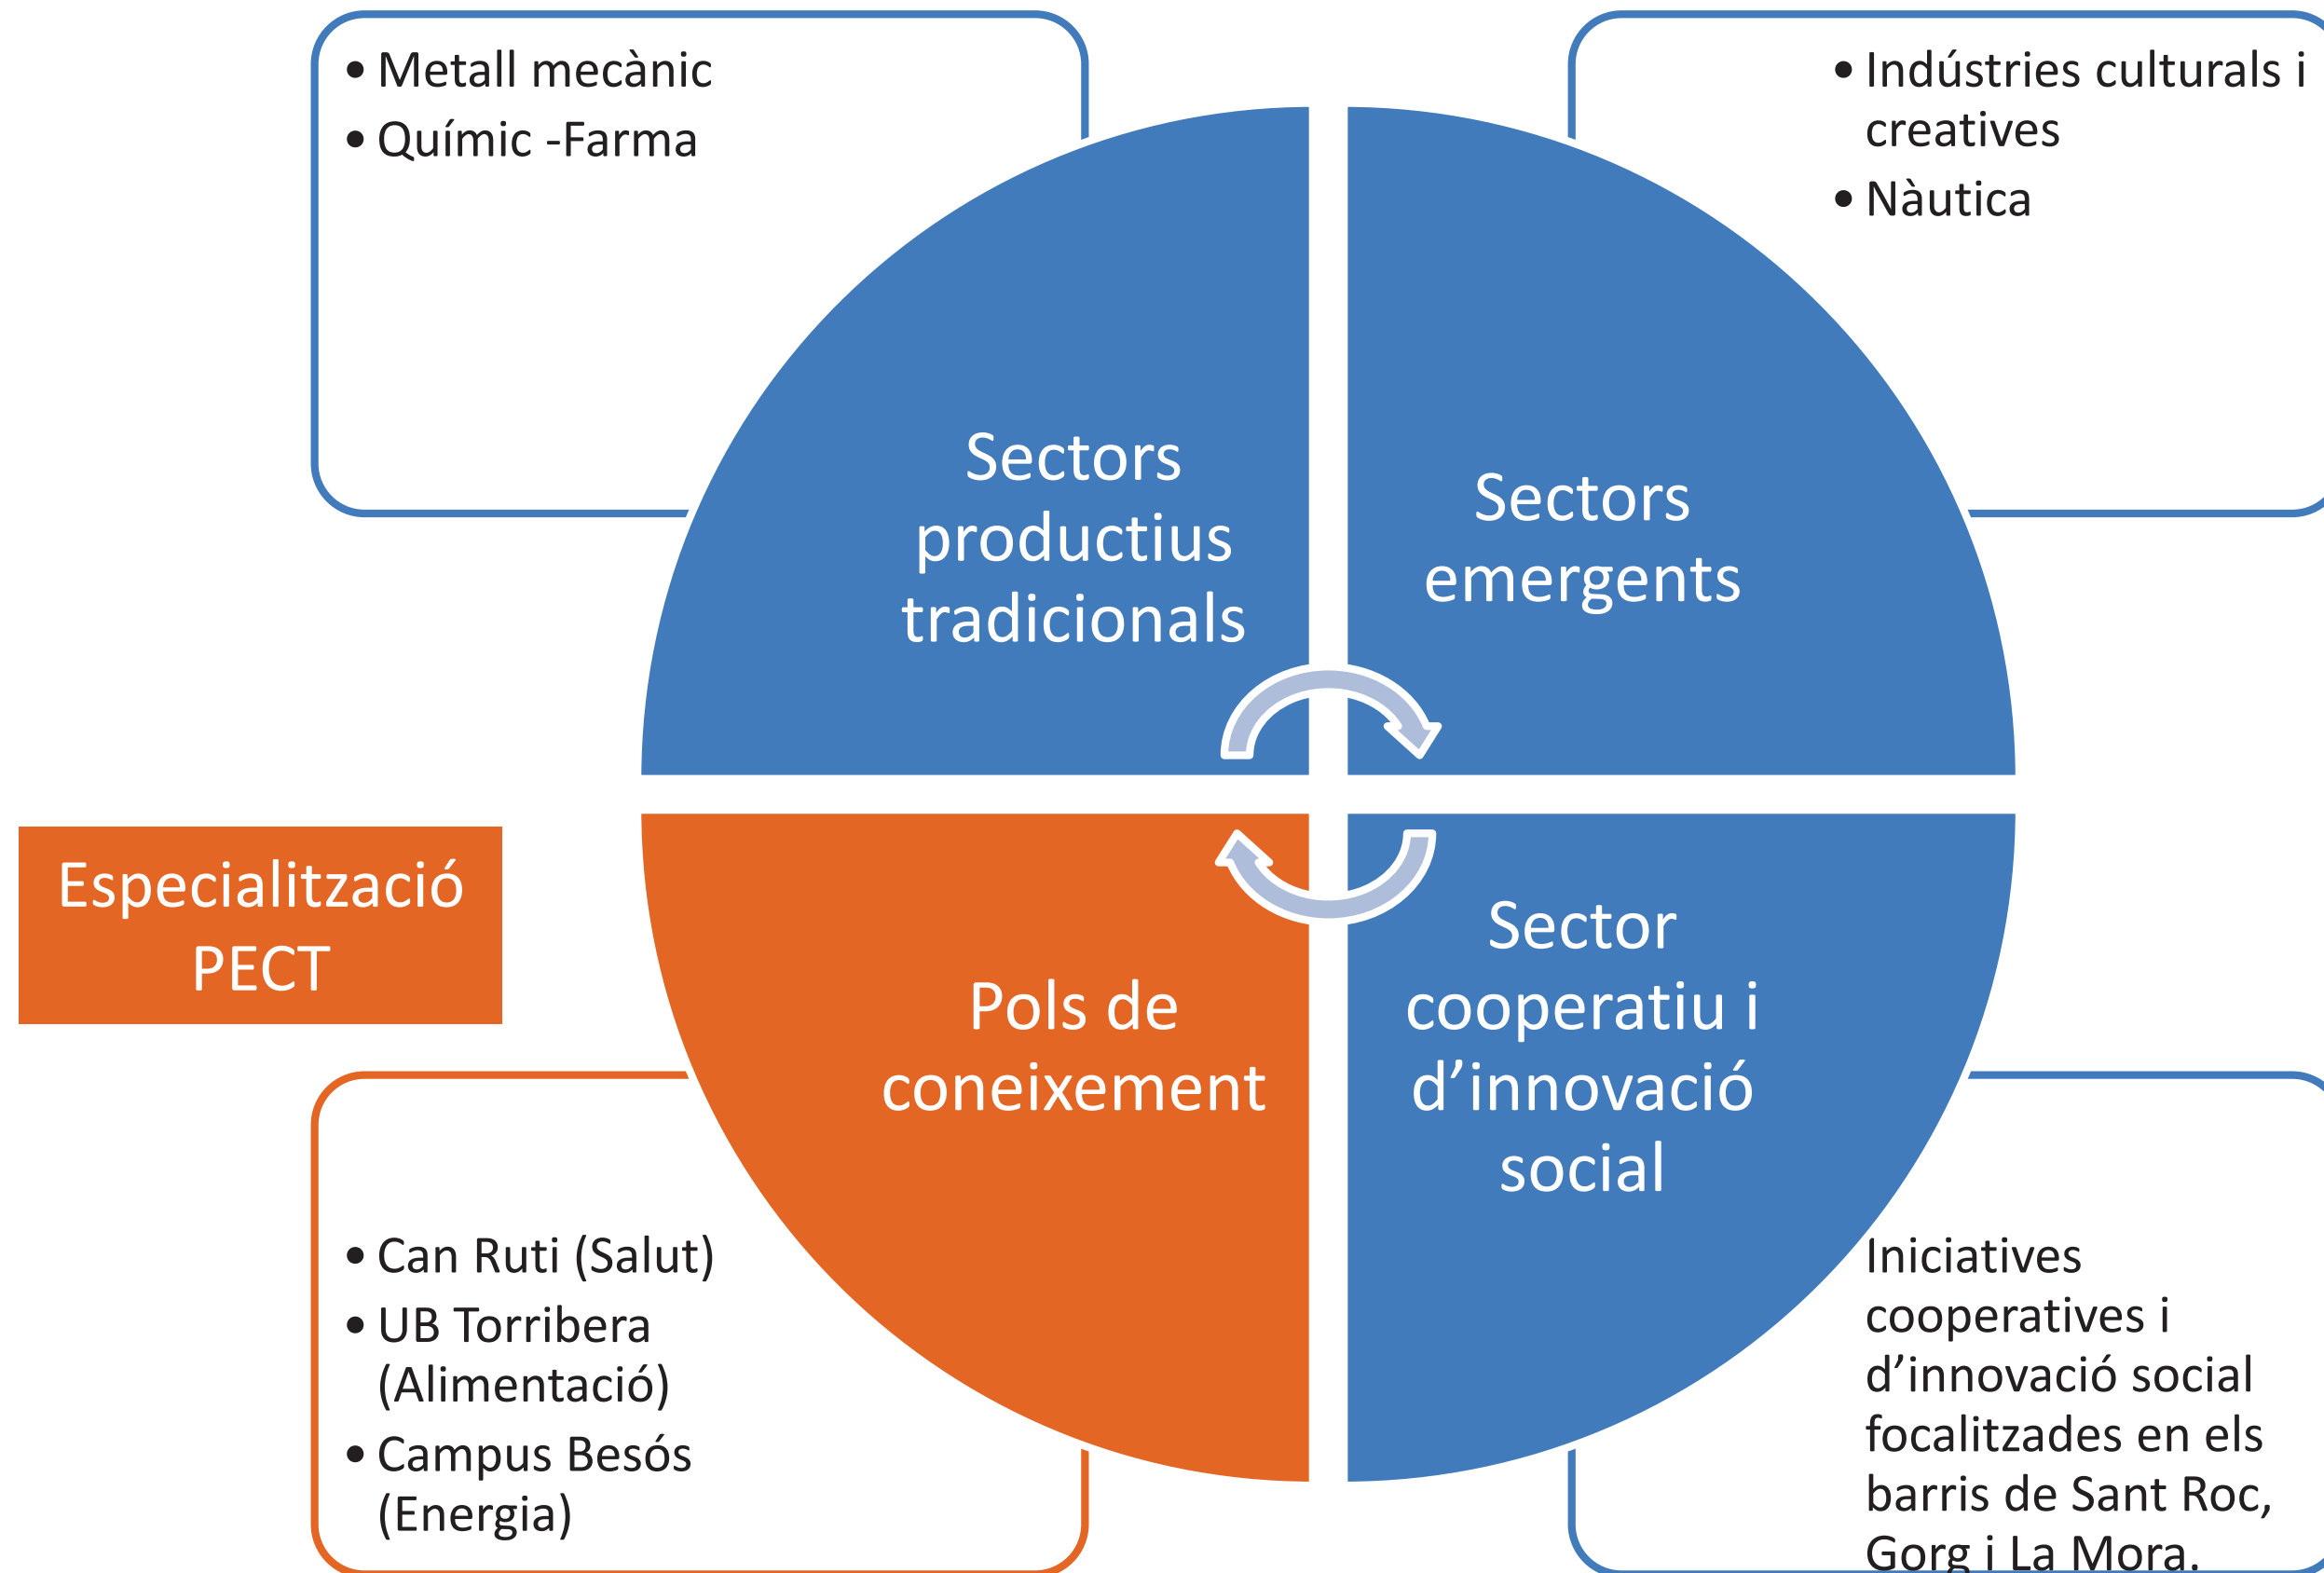 • Metall mecànic
• Químic -Farma
• Indústries culturals i
creatives
• Nàutica
Sectors
productius
tradicionals
Sectors
emergents
Especialització
PECT
Pols de
coneixement
Sector
cooperatiu i
d’innovació
social
• Can Ruti (Salut)
• UB Torribera
(Alimentació)
• Campus Besós
(Energia)
Iniciatives
cooperatives i
d’innovació social
focalitzades en els
barris de Sant Roc,
Gorg i La Mora.